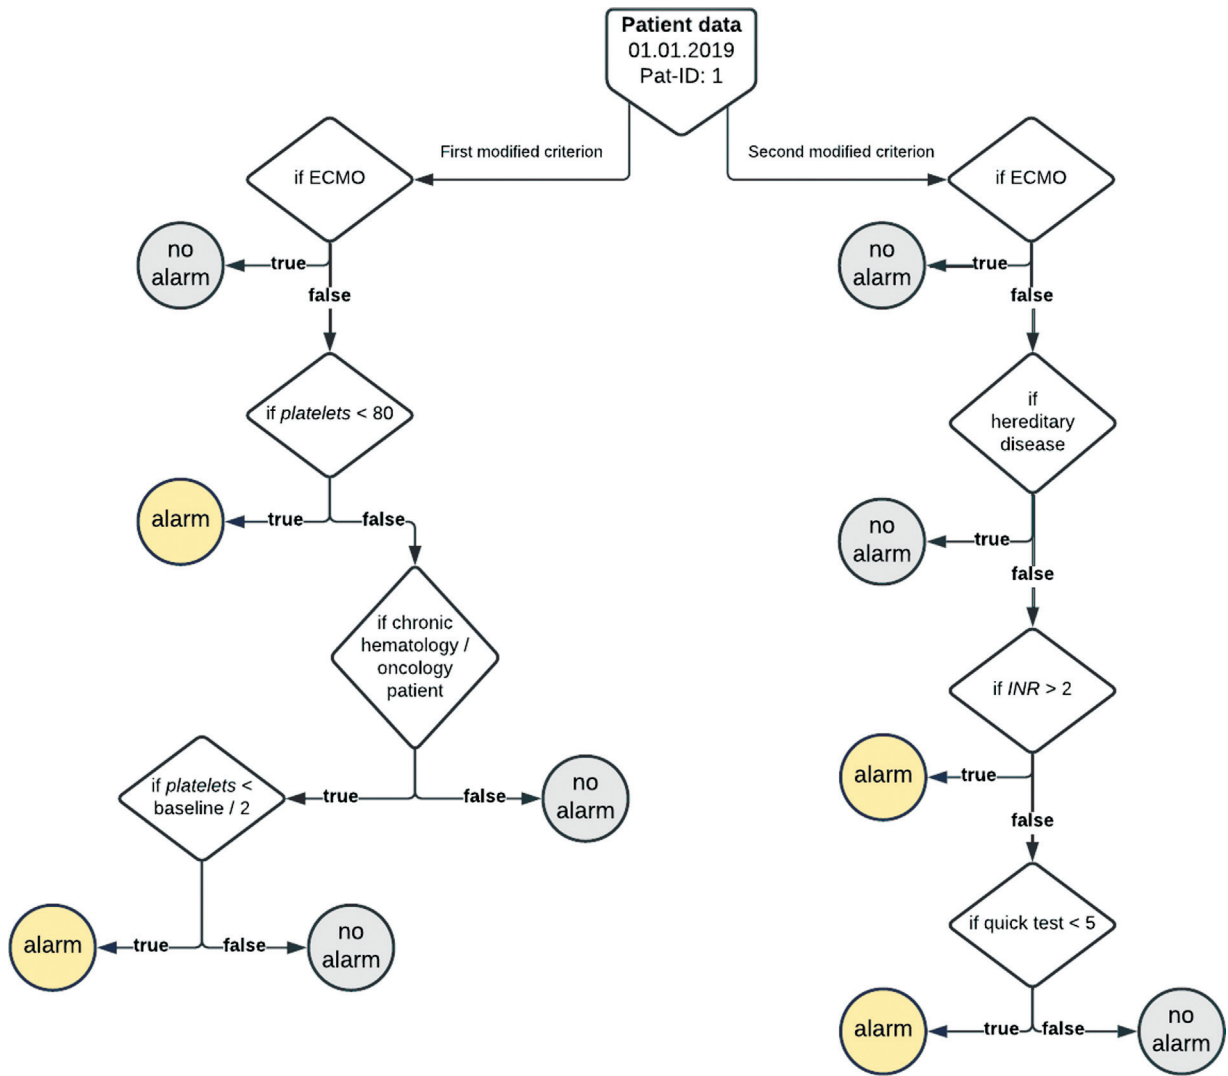 Patient data
01.01.2019
Pat-ID: 1
First modified criterion
Second modified criterion
if ECMO
no
alarm
true
false
if platelets < 80
alarm
true
false
if chronic
hematology /
oncology
patient
if platelets <
baseline / 2
true
false
no
alarm
alarm
true
false
no
alarm
if ECMO
no
alarm
true
false
if
hereditary
disease
no
alarm
true
false
if INR > 2
alarm
true
false
if quick test < 5
alarm
true
false
no
alarm